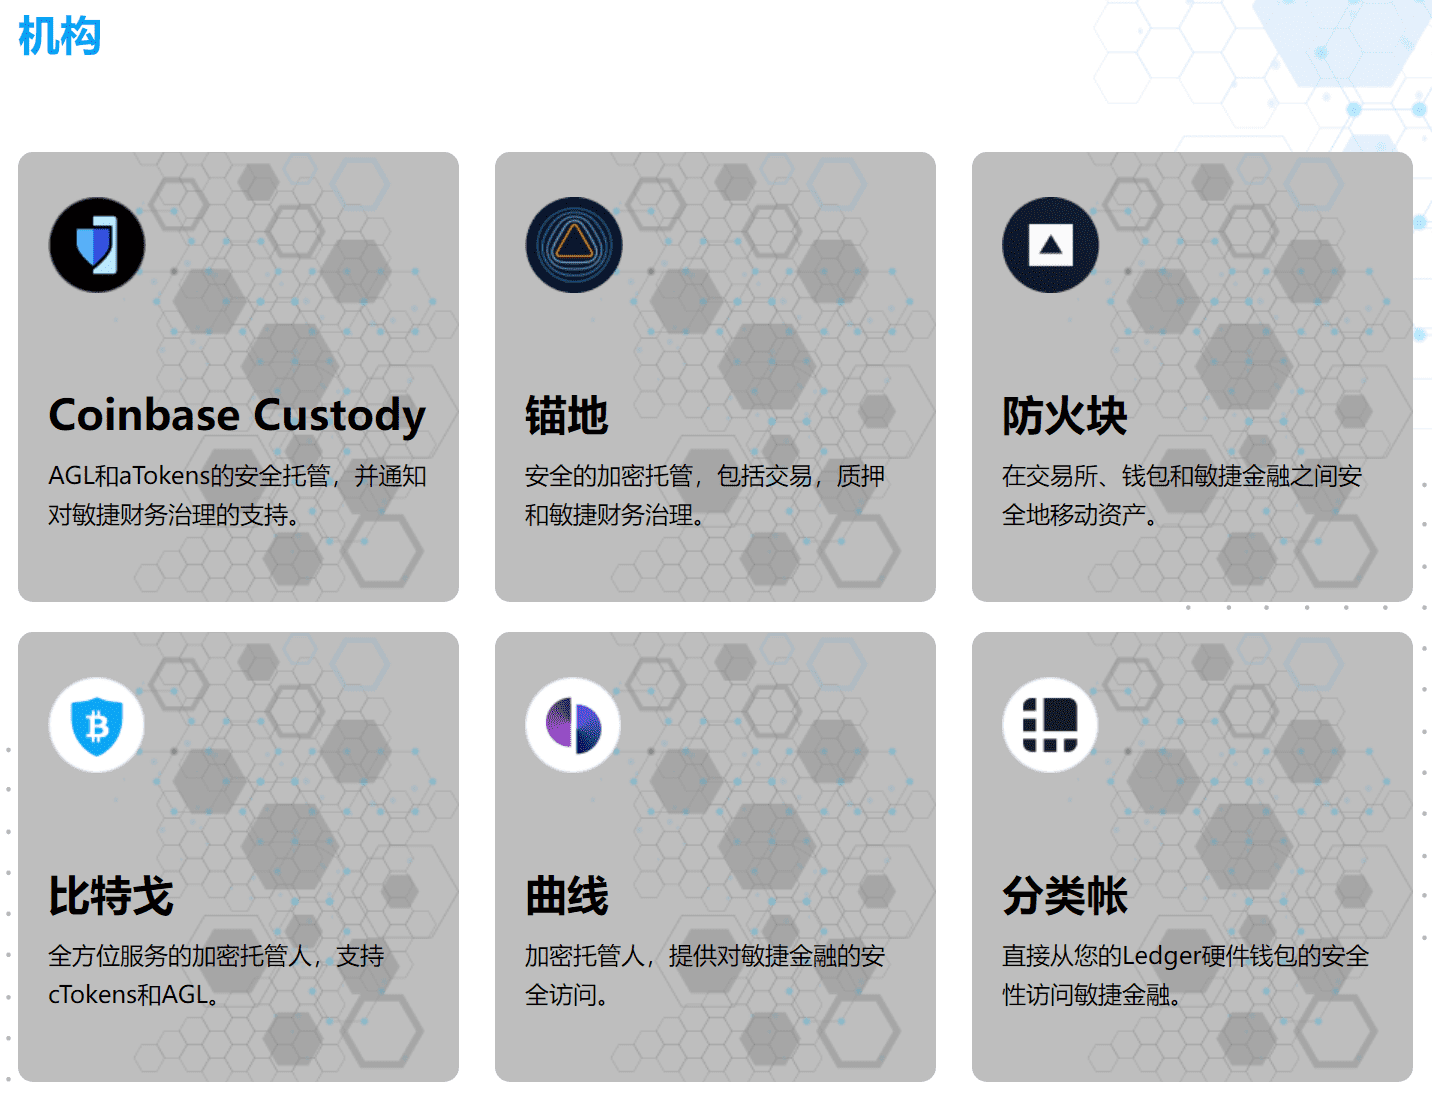 机构
Coinbase Custody
AGL和aTokens的安全托管，并通知
对敏捷财务治理的支持。
锚地
安全的加密托管，包括交易，质押
和敏捷财务治理。
防火块
在交易所、钱包和敏捷金融之间安
全地移动资产。
比特戈
全方位服务的加密托管人，支持
cTokens和AGL。
曲线
加密托管人，提供对敏捷金融的安
全访问。
分类帐
直接从您的Ledger硬件钱包的安全
性访问敏捷金融。